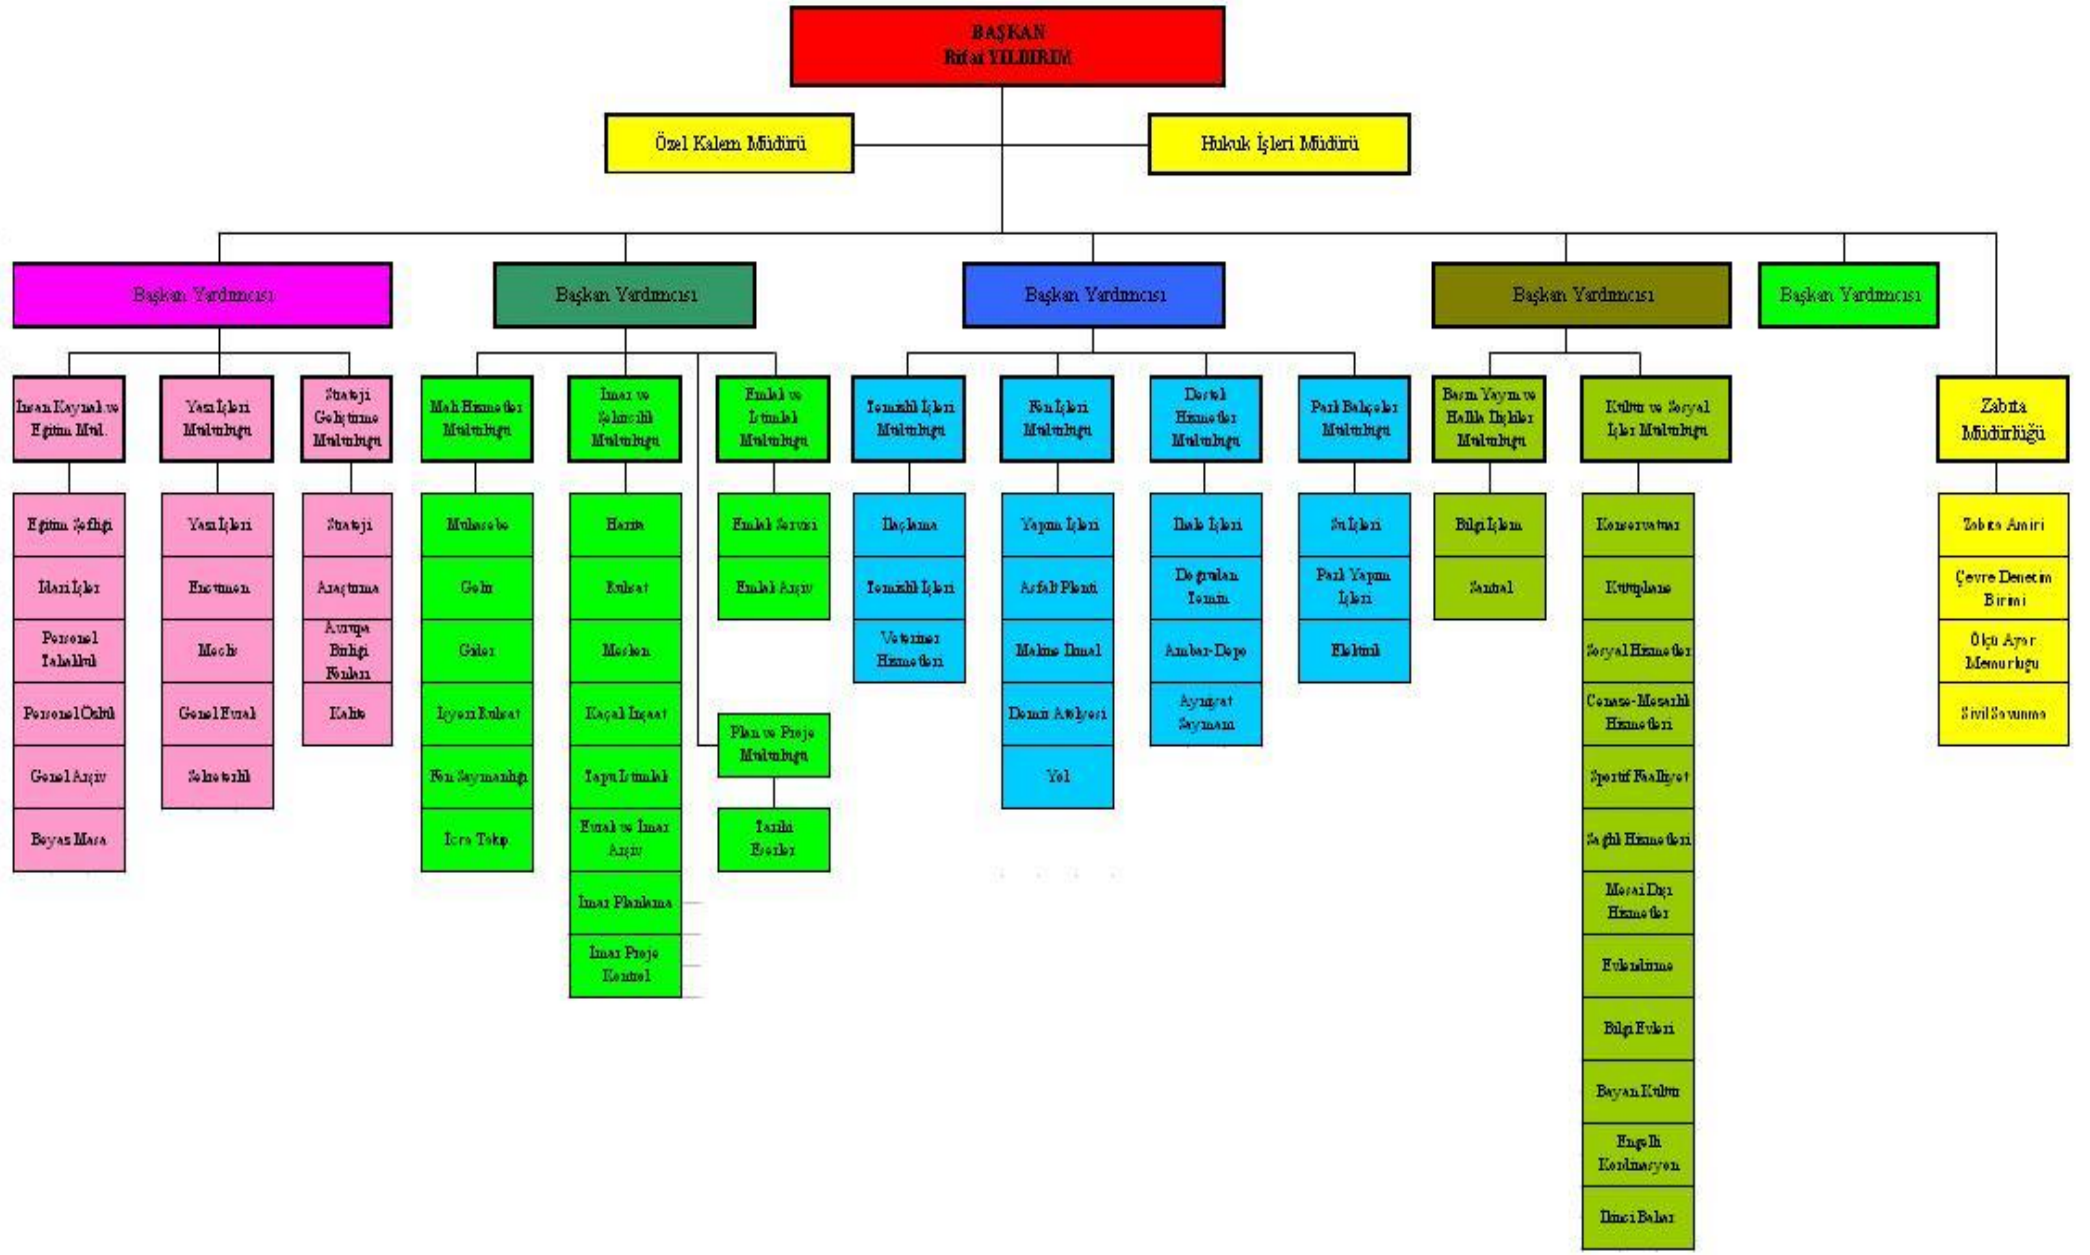 BAŞKAN
Rifai YILDIRIM
Özel Kalem Müdürü
Hukuk İşleri Müdürü
Başkan Yardımcısı
Başkan Yardımcısı
Başkan Yardımcısı
Başkan Yardımcısı
Başkan Yardımcısı
İnsan Kaynak ve
Eğitim Müd.
Yazı İşleri
Müdürlüğü
Strateji
Geliştirme
Müdürlüğü
Mali Hizmetler
Müdürlüğü
İmar ve
Şehircilik
Müdürlüğü
Emlak ve
İstimlak
Müdürlüğü
Temizlik İşleri
Müdürlüğü
Fen İşleri
Müdürlüğü
Destek
Hizmetler
Müdürlüğü
Park Bahçeler
Müdürlüğü
Basın Yayın ve
Halkla İlişkiler
Müdürlüğü
Kültür ve Sosyal
İşler Müdürlüğü
Zabıta
Müdürlüğü
Eğitim Şefliği
İdari İşler
Personel
Tahakkuk
Personel Özlük
Genel Arşiv
Beyaz Masa
Yazı İşleri
Encümen
Meclis
Genel Evrak
Sekreterlik
Strateji
Araştırma
Avrupa
Birliği
Fonları
Kalite
Muhasebe
Gelir
Gider
İşyeri Ruhsat
Fen Saymanlığı
İcra Takip
Harita
Ruhsat
Mesken
Kaçak İnşaat
Tapu İstimlak
Evrak ve İmar
Arşiv
İmar Planlama
İmar Proje
Kontrol
Emlak Servisi
Emlak Arşiv
Plan ve Proje
Müdürlüğü
Tarihi
Eserler
İlaçlama
Temizlik İşleri
Veteriner
Hizmetleri
Yapım İşleri
Asfalt Plenti
Makine İkmal
Demir Atölyesi
Yol
İhale İşleri
Doğrudan
Temin
Ambar-Depo
Ayniyat
Saymanı
Su İşleri
Park Yapım
İşleri
Elektirik
Bilgi İşlem
Santral
Konservatuar
Kütüphane
Sosyal Hizmetler
Cenaze-Mezarlık
Hizmetleri
Sportif Faaliyet
Sağlık Hizmetleri
Mesai Dışı
Hizmetler
Evlendirme
Bilgi Evleri
Bayan Kültür
Engelli
Kordinasyon
İkinci Bahar
Zabıta Amiri
Çevre Denetim
Birimi
Ölçü Ayar
Memurluğu
Sivil Savunma